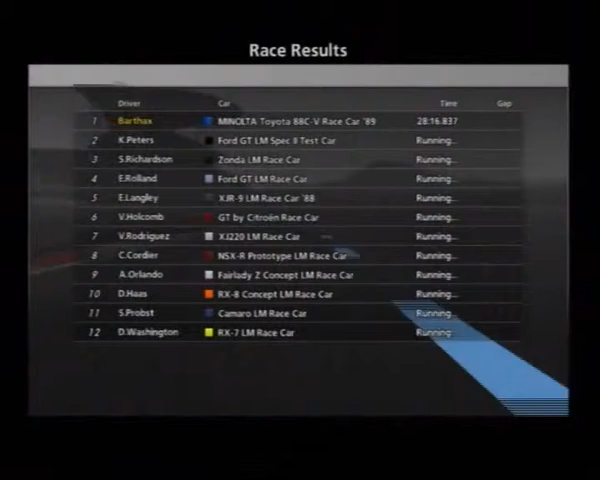 Race Results
Driver Car Time Gap
1 Barthax MINOLTA Toyota 88C-V Race Car '89 28:16.837
2 K.Peters Ford GT LM Spec II Test Car Running...
3 S.Richardson Zonda LM Race Car Running...
4 E.Rolland Ford GT LM Race Car Running...
5 E.Langley XJR-9 LM Race Car '88 Running...
6 V.Holcomb GT by Citroën Race Car Running...
7 V.Rodriguez XJ220 LM Race Car Running...
8 C.Cordier NSX-R Prototype LM Race Car Running...
9 A.Orlando Fairlady Z Concept LM Race Car Running...
10 D.Haas RX-8 Concept LM Race Car Running...
11 S.Probst Camaro LM Race Car Running...
12 D.Washington RX-7 LM Race Car Running...